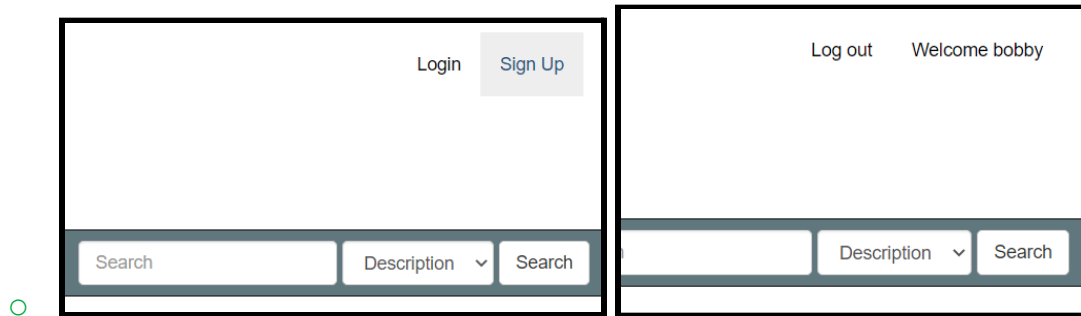 Login Sign Up
Search Description Search
Log out Welcome bobby
Description Search